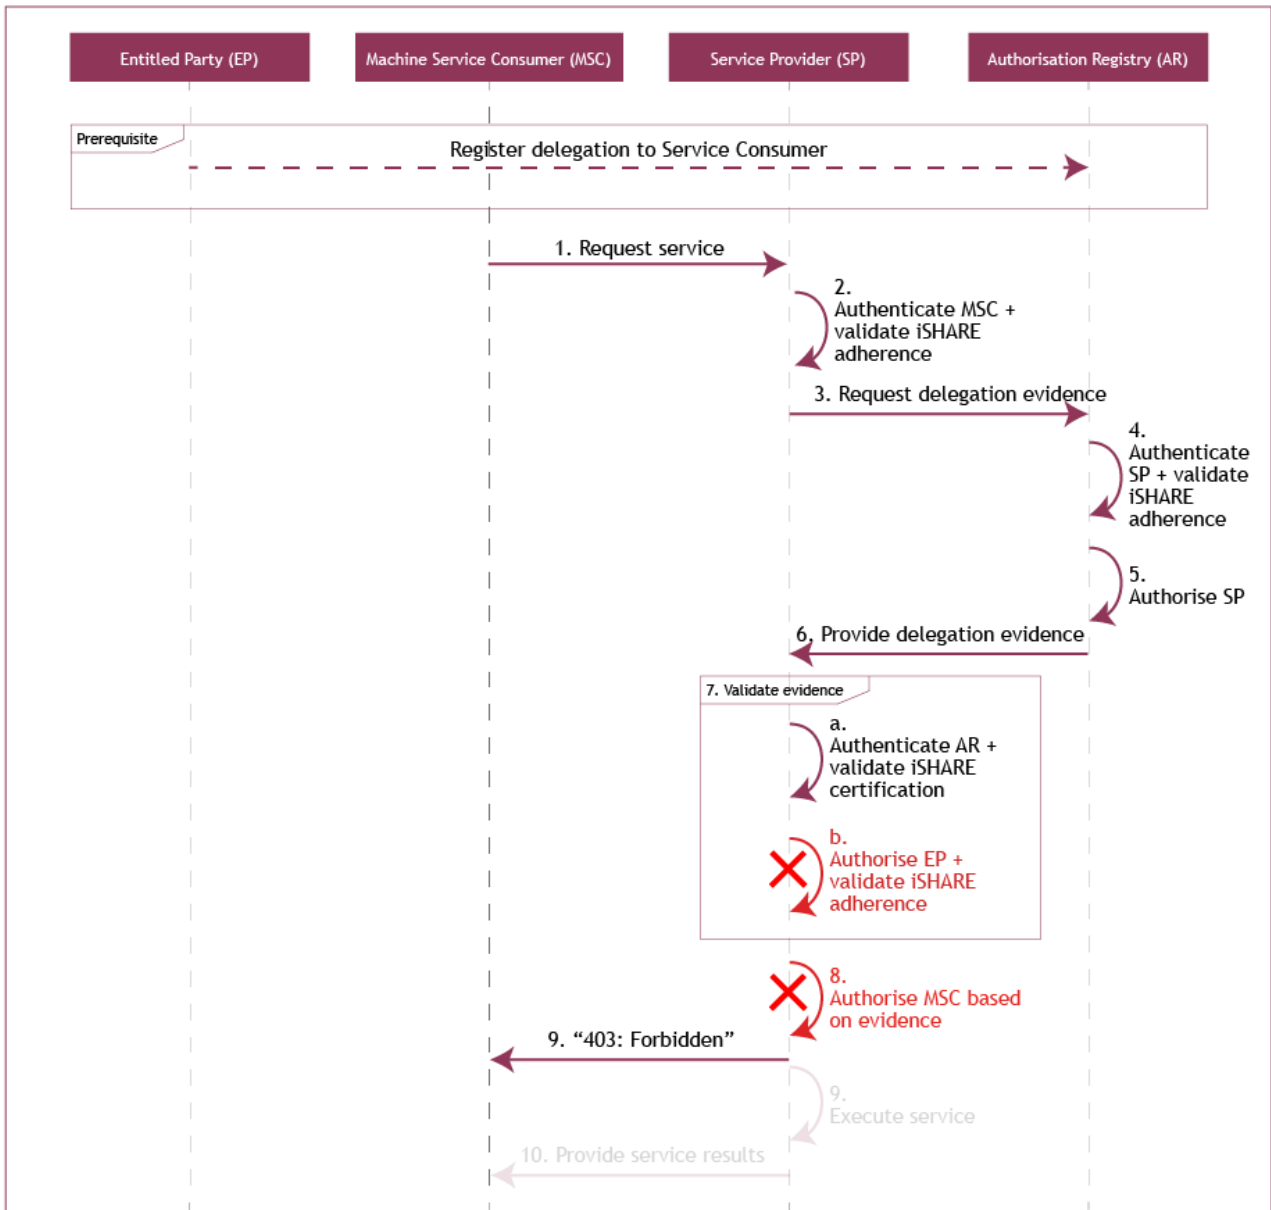 Entitled Party (EP)
Machine Service Consumer (MSC)
Service Provider (SP)
Authorisation Registry (AR)
Prerequisite
Register delegation to Service Consumer
1. Request service
2.
Authenticate MSC +
validate iSHARE
adherence
3. Request delegation evidence
4.
Authenticate
SP + validate
iSHARE
adherence
5.
Authorise SP
6. Provide delegation evidence
7. Validate evidence
a.
Authenticate AR +
validate iSHARE
certification
b.
Authorise EP +
validate iSHARE
adherence
8.
Authorise MSC based
on evidence
9. “403: Forbidden”
9.
Execute service
10. Provide service results